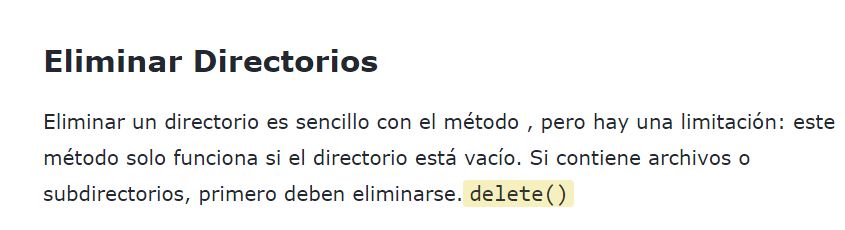 Eliminar Directorios
Eliminar un directorio es sencillo con el método , pero hay una limitación: este
método solo funciona si el directorio está vacío. Si contiene archivos o
subdirectorios, primero deben eliminarse. delete()